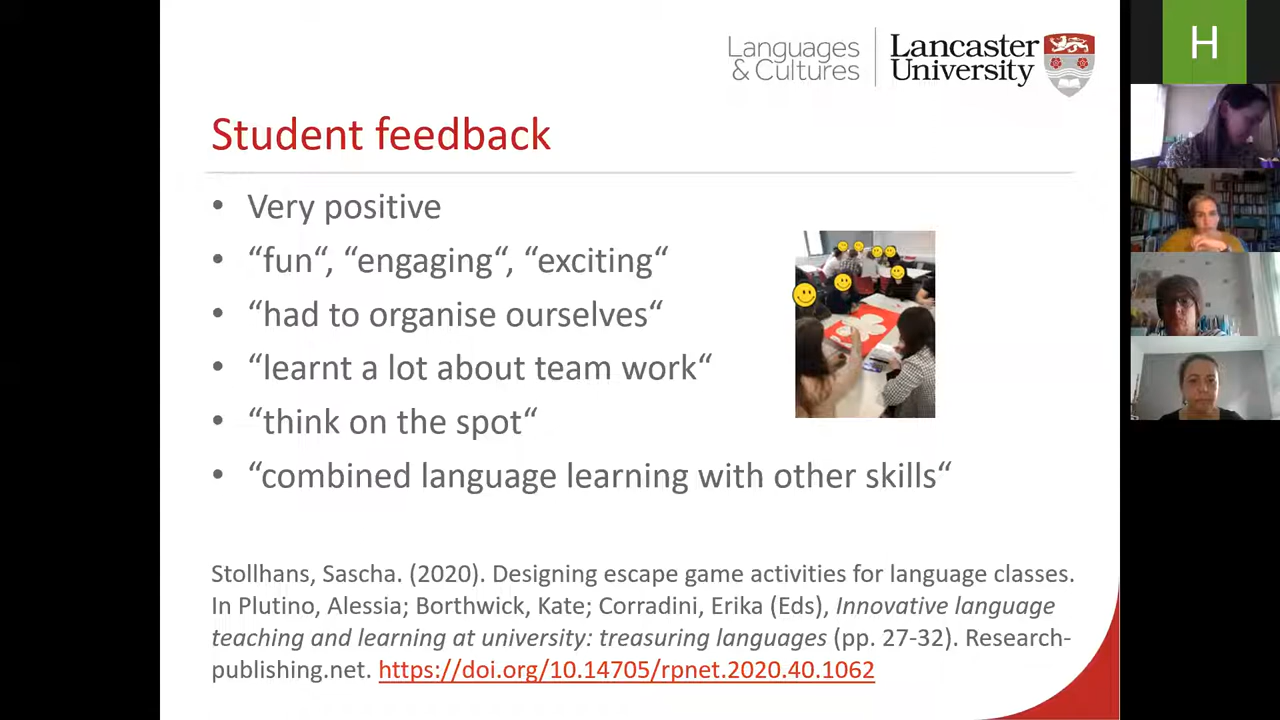 Languages
& Cultures
Lancaster
University
H
Student feedback
• Very positive
• “fun“, “engaging“, “exciting“
• “had to organise ourselves“
• “learnt a lot about team work“
• “think on the spot“
• “combined language learning with other skills“
Stollhans, Sascha. (2020). Designing escape game activities for language classes.
In Plutino, Alessia; Borthwick, Kate; Corradini, Erika (Eds), Innovative language
teaching and learning at university: treasuring languages (pp. 27-32). Research-
publishing.net. https://doi.org/10.14705/rpnet.2020.40.1062